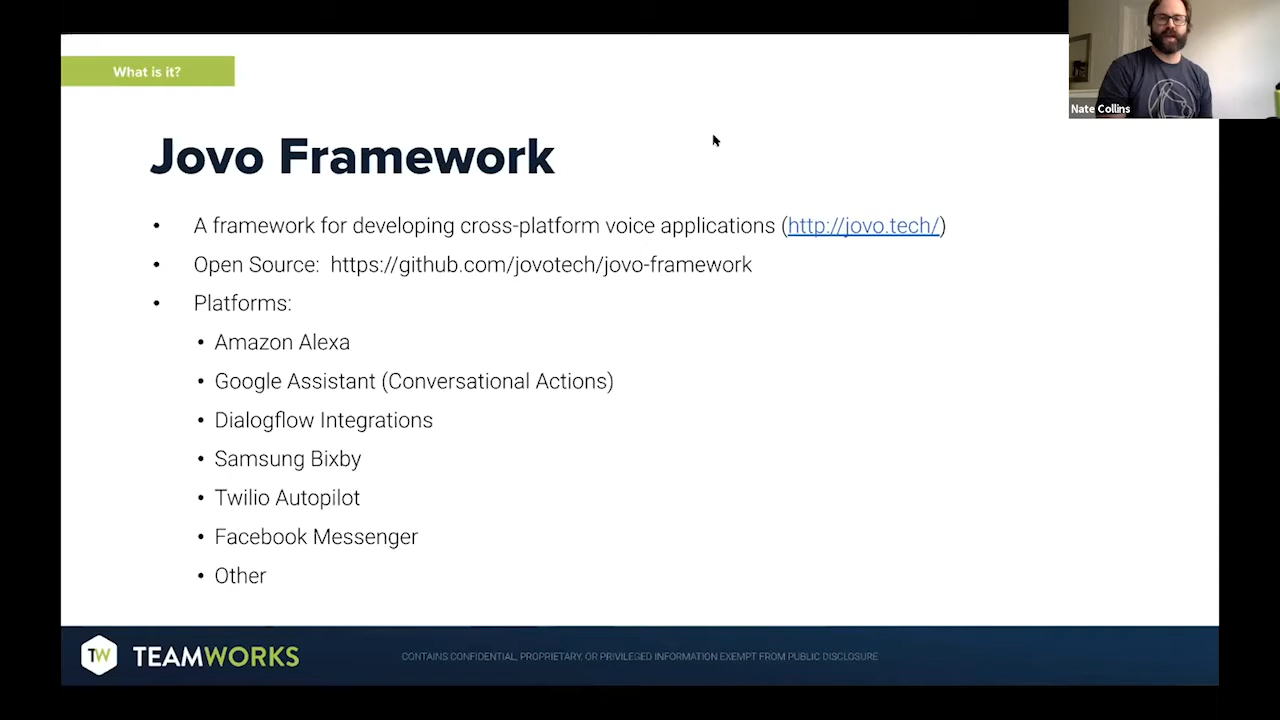 What is it?
Nate Collins
Jovo Framework
• A framework for developing cross-platform voice applications (http://jovo.tech/)
• Open Source: https://github.com/jovotech/jovo-framework
• Platforms:
• Amazon Alexa
• Google Assistant (Conversational Actions)
• Dialogflow Integrations
• Samsung Bixby
• Twilio Autopilot
• Facebook Messenger
• Other
TW TEAMWORKS
CONTAINS CONFIDENTIAL, PROPRIETARY, OR PRIVILEGED INFORMATION EXEMPT FROM PUBLIC DISCLOSURE